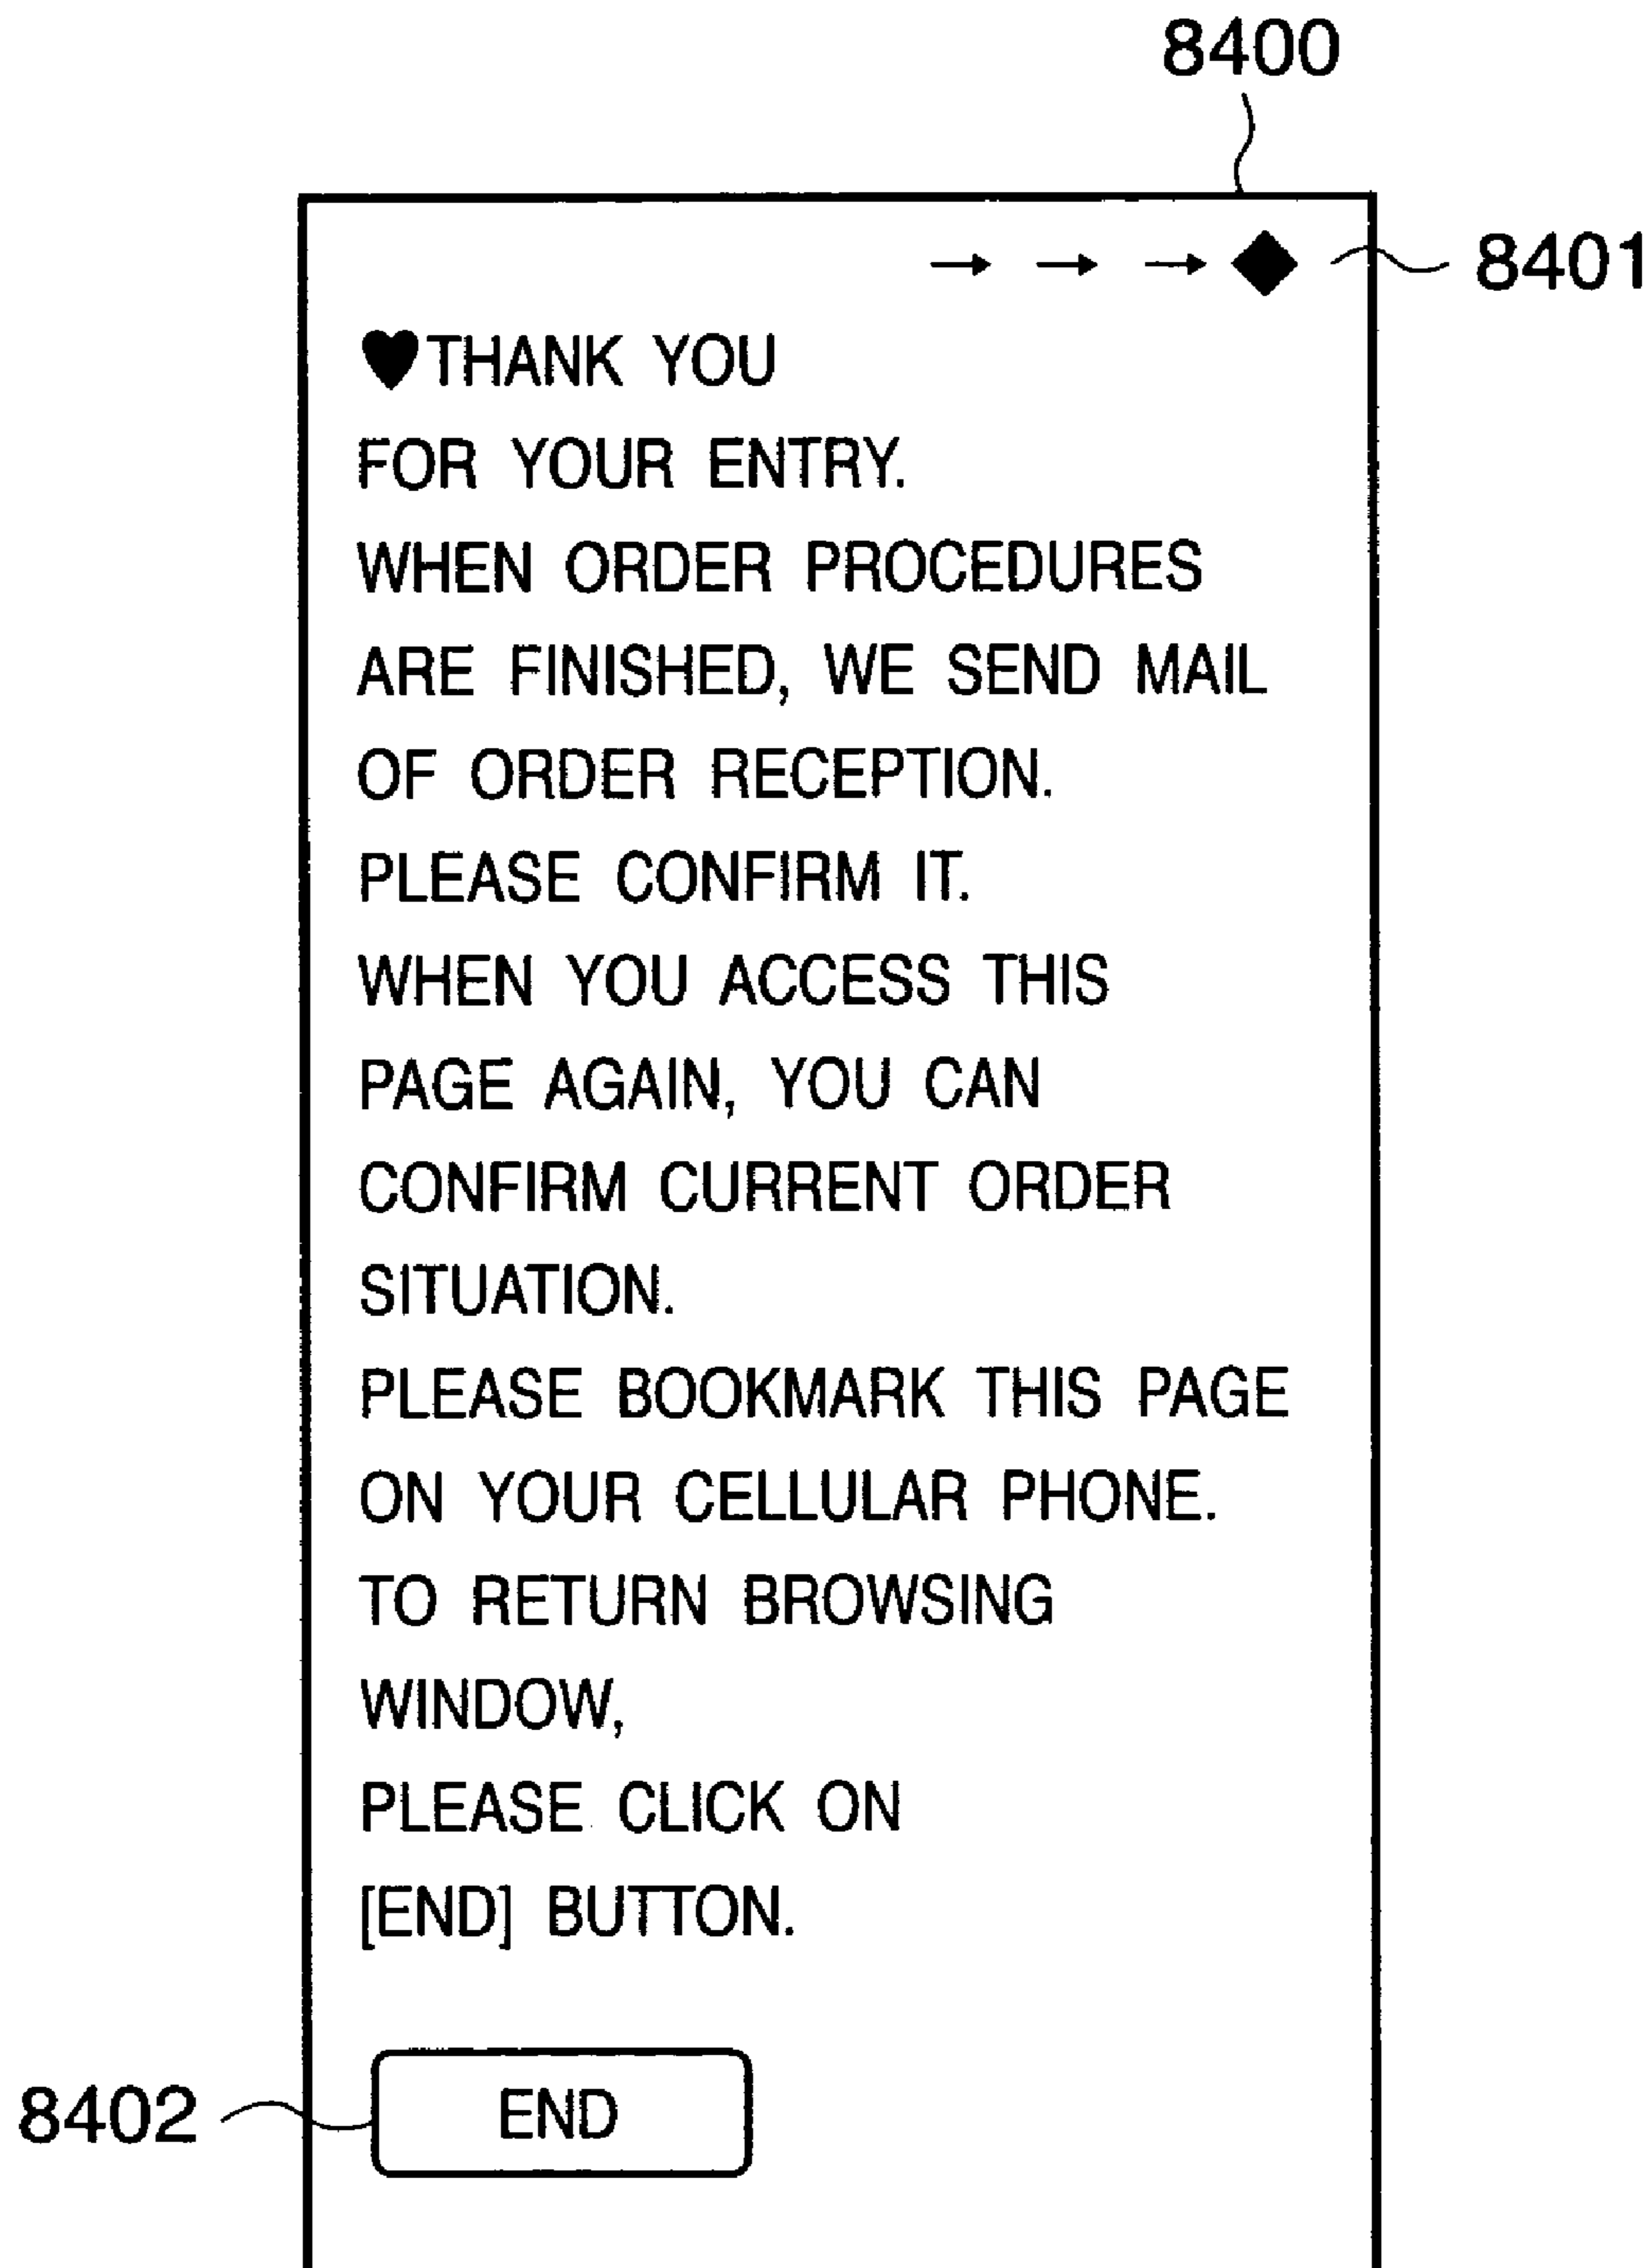 8400
→ → → ◆ 8401
♥THANK YOU
FOR YOUR ENTRY.
WHEN ORDER PROCEDURES
ARE FINISHED, WE SEND MAIL
OF ORDER RECEPTION.
PLEASE CONFIRM IT.
WHEN YOU ACCESS THIS
PAGE AGAIN, YOU CAN
CONFIRM CURRENT ORDER
SITUATION.
PLEASE BOOKMARK THIS PAGE
ON YOUR CELLULAR PHONE.
TO RETURN BROWSING
WINDOW,
PLEASE CLICK ON
[END] BUTTON.
8402 END